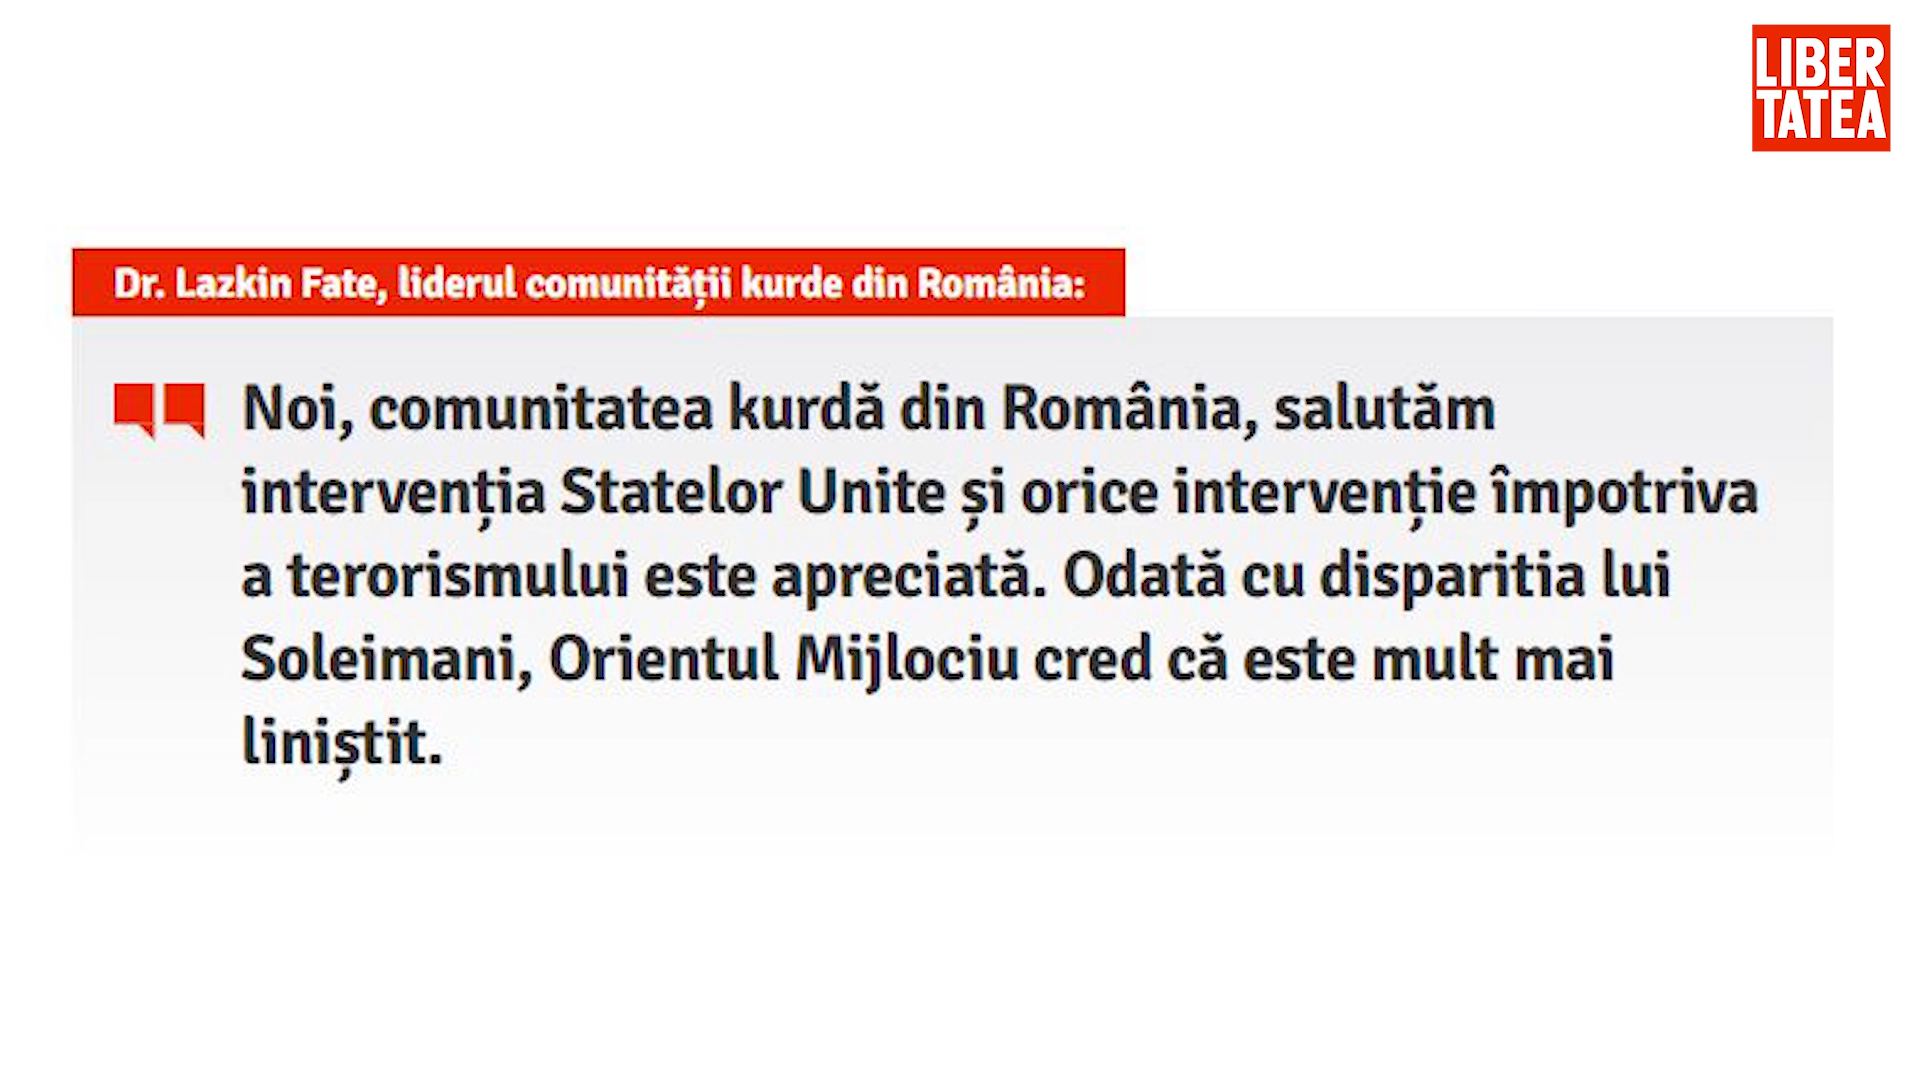 LIBER
TATEA
Dr. Lazkin Fate, liderul comunității kurde din România:
Noi, comunitatea kurdă din România, salutăm
intervenția Statelor Unite și orice intervenție împotriva
a terorismului este apreciată. Odată cu disparitia lui
Soleimani, Orientul Mijlociu cred că este mult mai
liniștit.